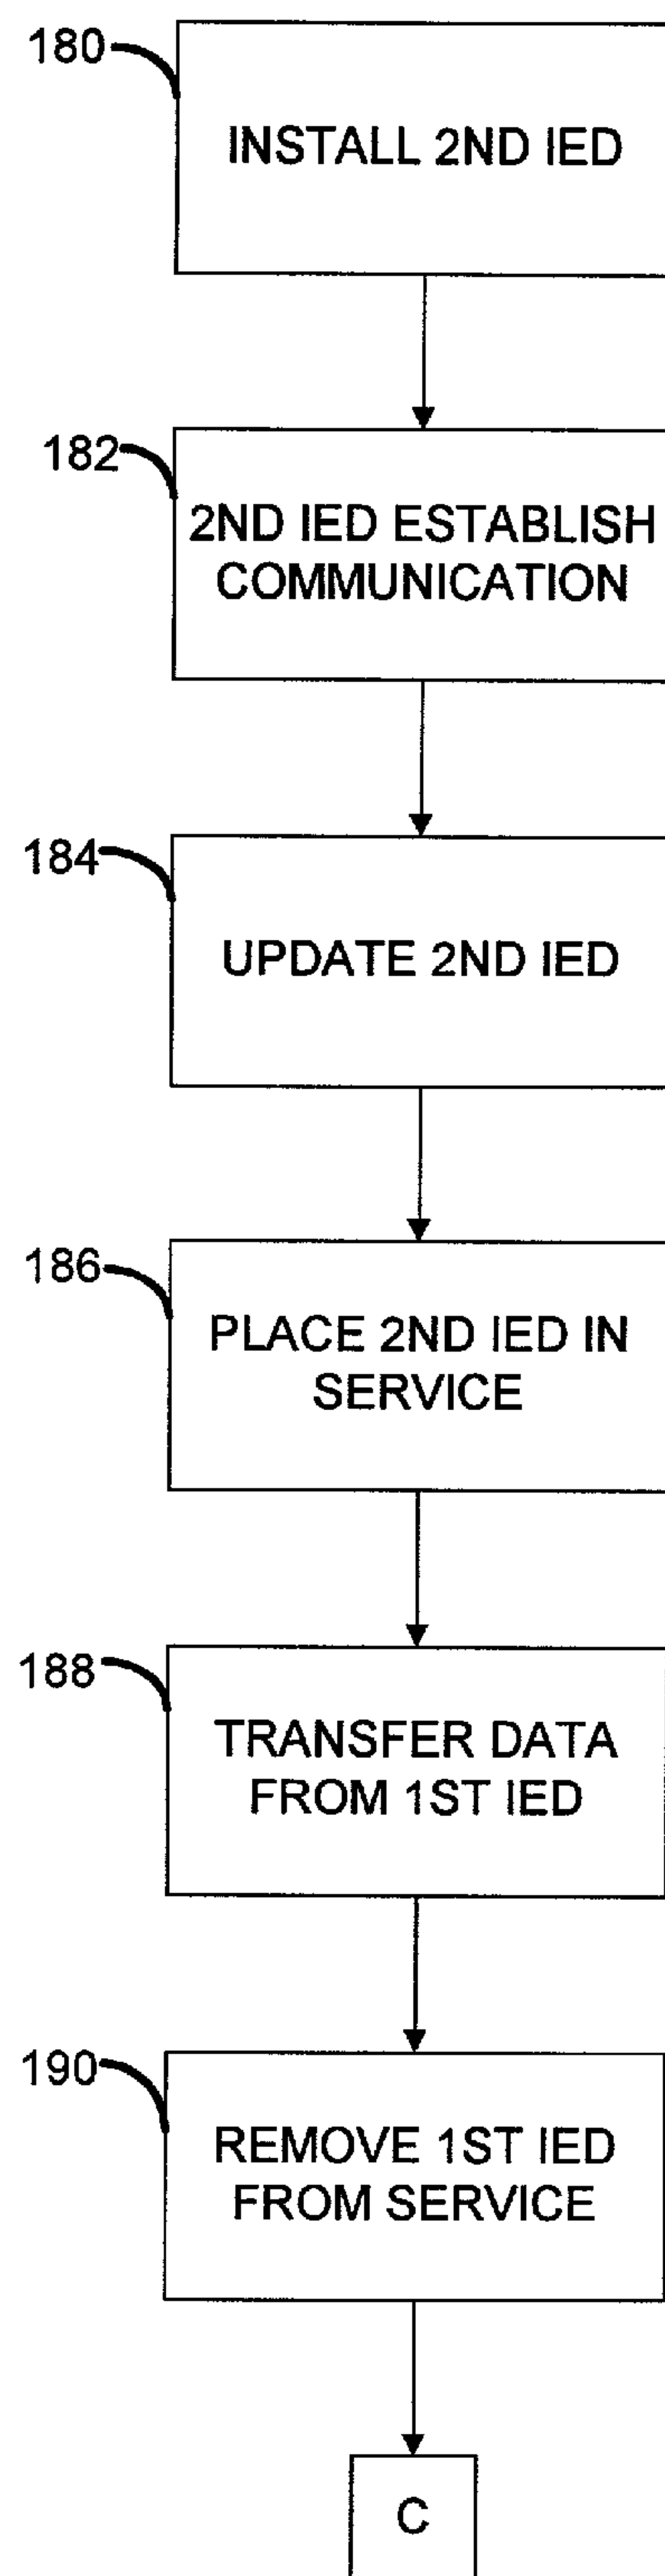 180
INSTALL 2ND IED
182
2ND IED ESTABLISH
COMMUNICATION
184
UPDATE 2ND IED
186
PLACE 2ND IED IN
SERVICE
188
TRANSFER DATA
FROM 1ST IED
190
REMOVE 1ST IED
FROM SERVICE
C